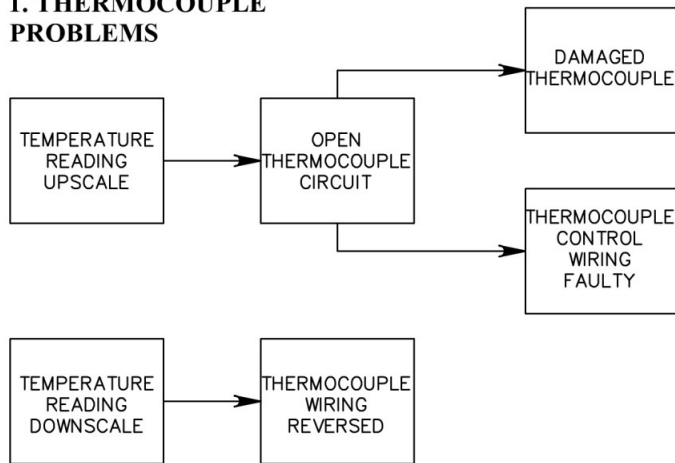 1. THERMOCOUPLE
PROBLEMS
DAMAGED
THERMOCOUPLE
TEMPERATURE
READING
UPSCALE
OPEN
THERMOCOUPLE
CIRCUIT
THERMOCOUPLE
CONTROL
WIRING
FAULTY
TEMPERATURE
READING
DOWNSCALE
THERMOCOUPLE
WIRING
REVERSED